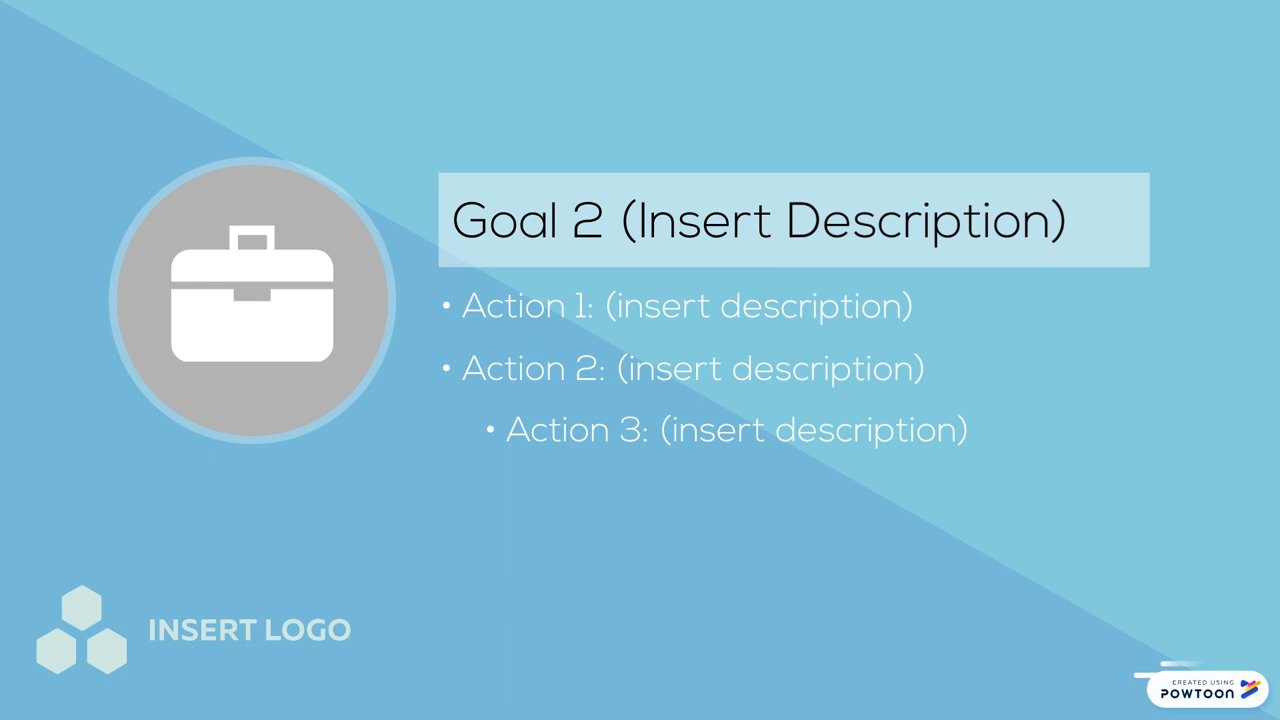 Goal 2 (Insert Description)
• Action 1: (insert description)
• Action 2: (insert description)
• Action 3: (insert description)
INSERT LOGO
CREATED USING
POWTOON